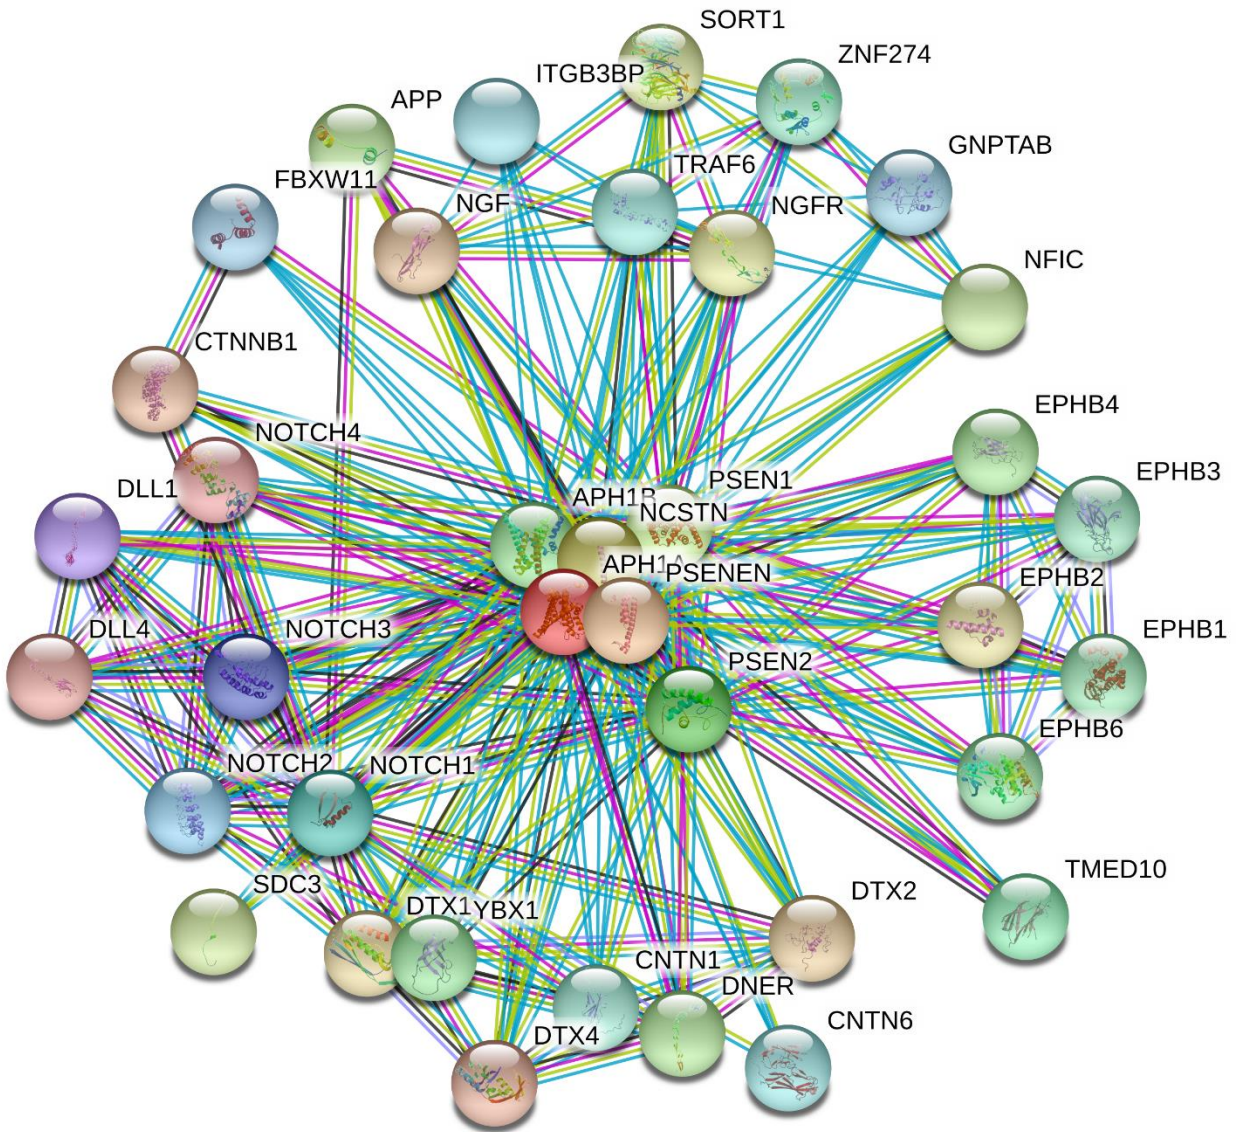 SORT1
ZNF274
ITGB3BP
APP
GNPTAB
TRAF6
FBXW11
NGF
NGFR
NFIC
CTNNB1
EPHB4
NOTCH4
EPHB3
DLL1
PSEN1
APH1B
NCSTN
APH1A
PSENEN
EPHB2
DLL4
NOTCH3
EPHB1
PSEN2
EPHB6
NOTCH2
NOTCH1
TMED10
SDC3
DTX2
DTX1
YBX1
CNTN1
DNER
CNTN6
DTX4